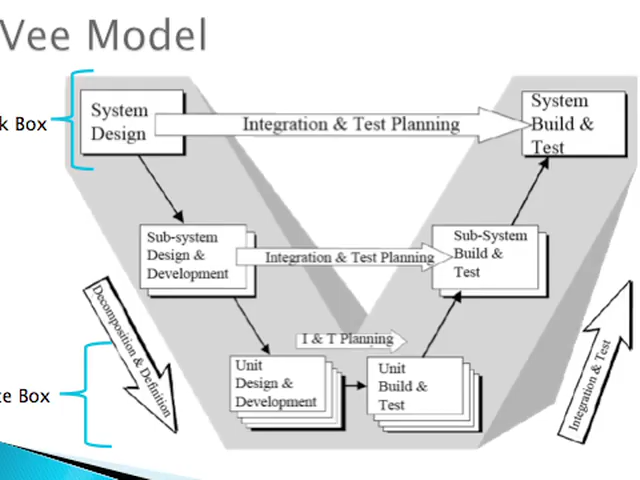 Vee Model
k Box
System
Design
Integration & Test Planning
System
Build &
Test
Sub-system
Design &
Development
Integration & Test Planning
Sub-System
Build &
Test
Decomposition & Definition
I & T Planning
Unit
Design &
Development
Unit
Build &
Test
Integration & Test
te Box